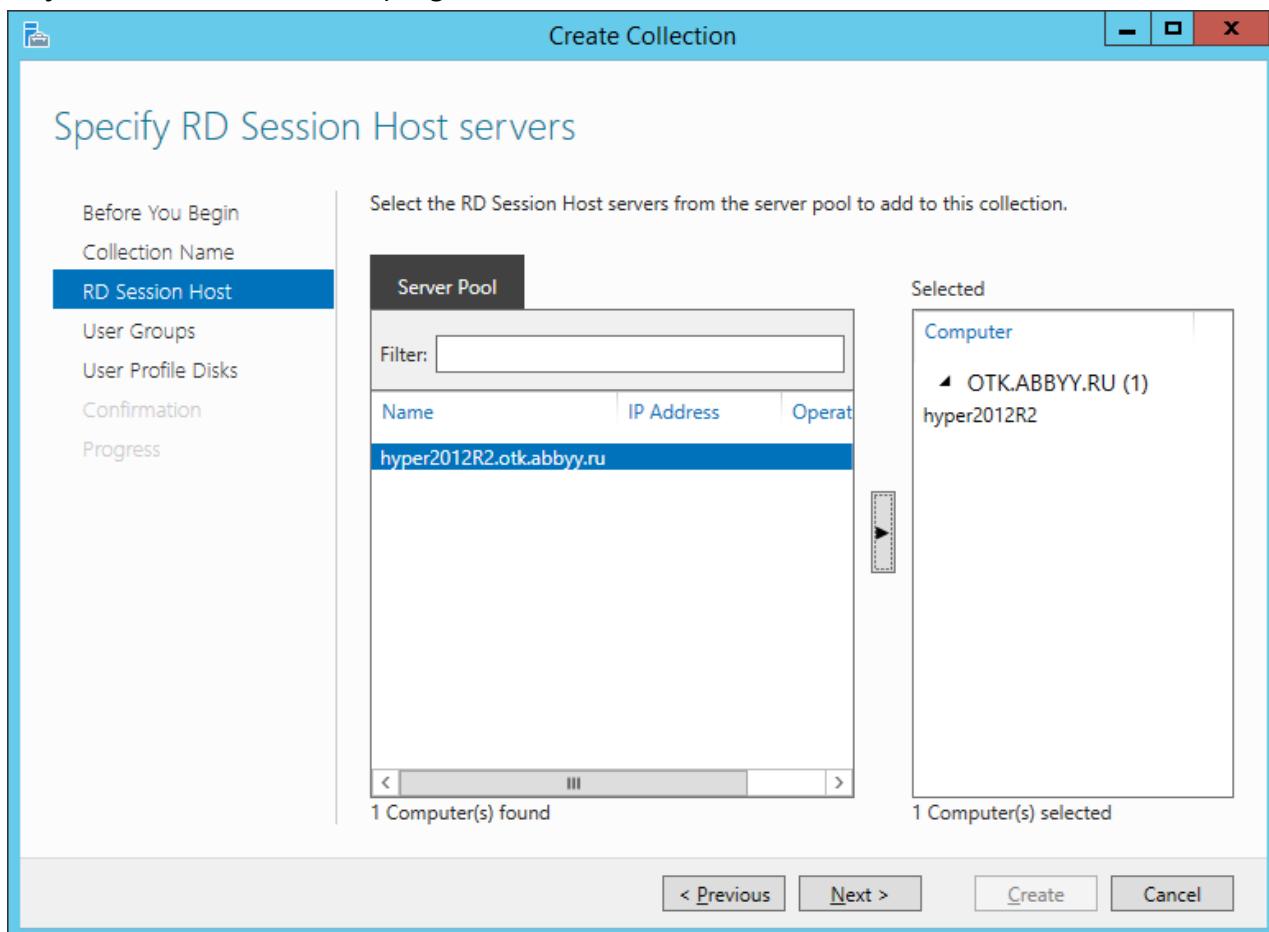 Create Collection
Specify RD Session Host servers
Before You Begin
Collection Name
RD Session Host
User Groups
User Profile Disks
Confirmation
Progress
Select the RD Session Host servers from the server pool to add to this collection.
Server Pool
Filter:
Name IP Address Operat
hyper2012R2.otk.abbyy.ru
1 Computer(s) found
Selected
Computer
OTK.ABBYY.RU (1)
hyper2012R2
1 Computer(s) selected
< Previous Next > Create Cancel